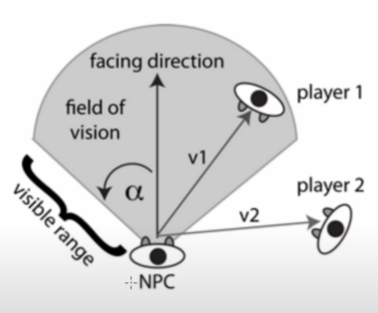 facing direction
player 1
field of
vision
v1
player 2
α
v2
visible range
NPC